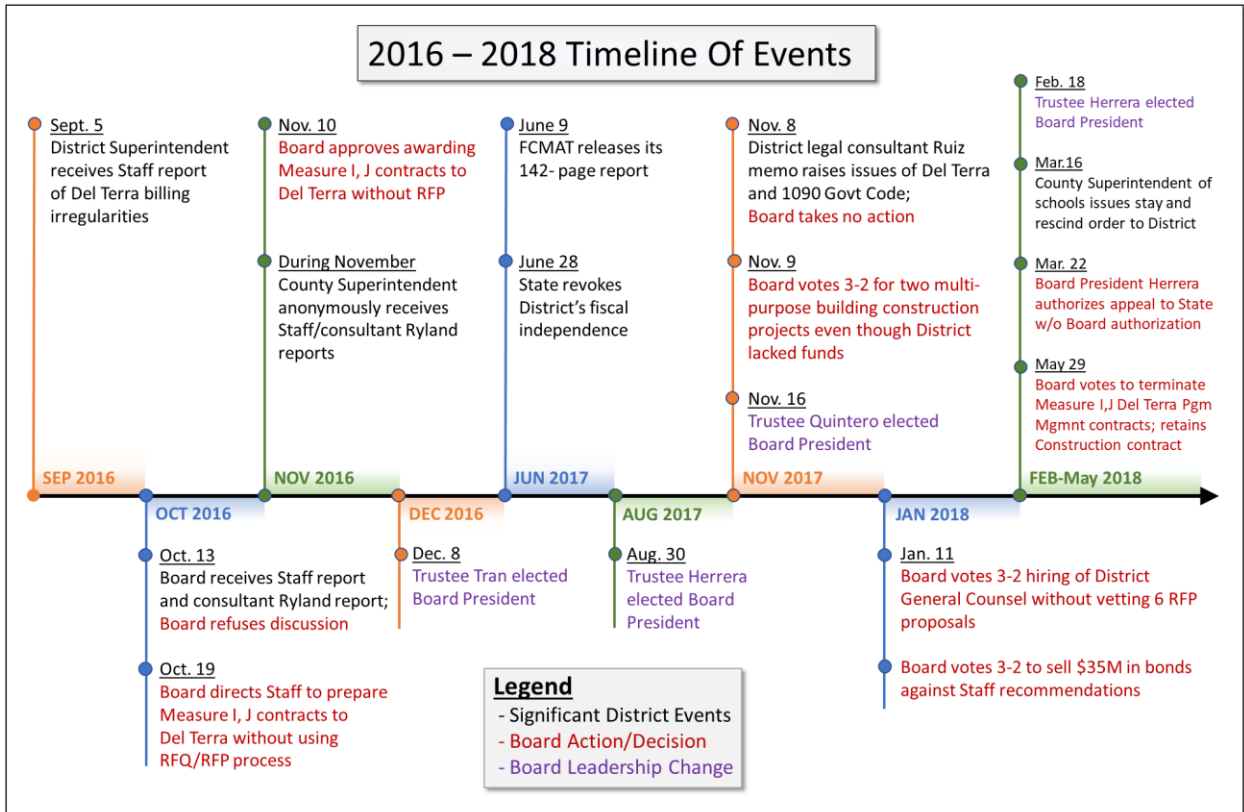 2016 – 2018 Timeline Of Events
Sept. 5
District Superintendent
receives Staff report
of Del Terra billing
irregularities
SEP 2016
OCT 2016
Oct. 13
Board receives Staff report
and consultant Ryland report;
Board refuses discussion
Oct. 19
Board directs Staff to prepare
Measure I, J contracts to
Del Terra without using
RFQ/RFP process
Nov. 10
Board approves awarding
Measure I, J contracts to
Del Terra without RFP
During November
County Superintendent
anonymously receives
Staff/consultant Ryland
reports
NOV 2016
DEC 2016
Dec. 8
Trustee Tran elected
Board President
June 9
FCMAT releases its
142- page report
June 28
State revokes
District's fiscal
independence
JUN 2017
AUG 2017
Aug. 30
Trustee Herrera
elected Board
President
Nov. 8
District legal consultant Ruiz
memo raises issues of Del Terra
and 1090 Govt Code;
Board takes no action
Nov. 9
Board votes 3-2 for two multi-
purpose building construction
projects even though District
lacked funds
Nov. 16
Trustee Quintero elected
Board President
NOV 2017
JAN 2018
Jan. 11
Board votes 3-2 hiring of District
General Counsel without vetting 6 RFP
proposals
Board votes 3-2 to sell $35M in bonds
against Staff recommendations
Feb. 18
Trustee Herrera elected
Board President
Mar.16
County Superintendent of
schools issues stay and
rescind order to District
Mar. 22
Board President Herrera
authorizes appeal to State
w/o Board authorization
May 29
Board votes to terminate
Measure I,J Del Terra Pgm
Mgmnt contracts; retains
Construction contract
FEB-May 2018
Legend
- Significant District Events
- Board Action/Decision
- Board Leadership Change